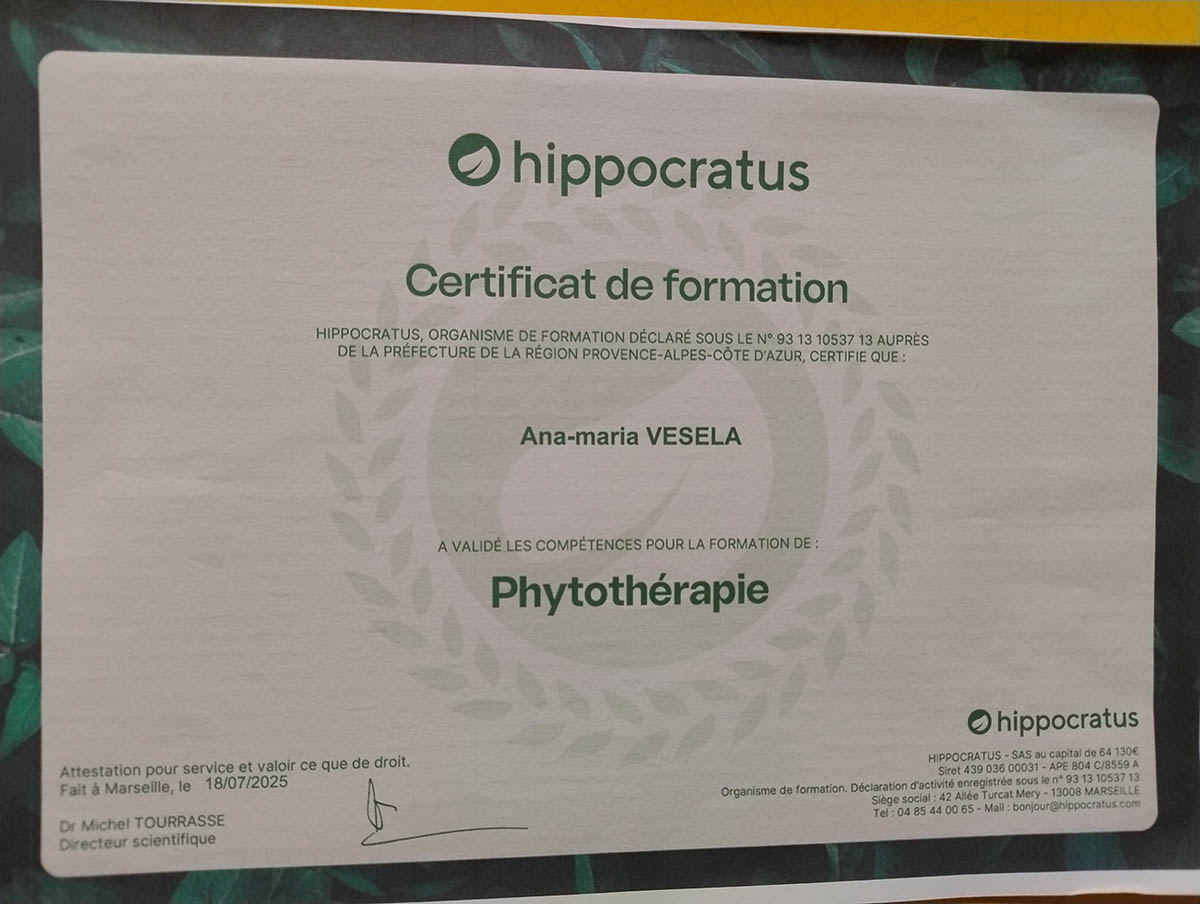 hippocratus
Certificat de formation
HIPPOCRATUS, ORGANISME DE FORMATION DÉCLARÉ SOUS LE N° 93 13 10537 13 AUPRÈS
DE LA PRÉFECTURE DE LA RÉGION PROVENCE-ALPES-CÔTE D'AZUR, CERTIFIE QUE :
Ana-maria VESELA
A VALIDÉ LES COMPÉTENCES POUR LA FORMATION DE :
Phytothérapie
Attestation pour service et valoir ce que de droit.
Fait à Marseille, le 18/07/2025
Dr Michel TOURRASSE
Directeur scientifique
hippocratus
HIPPOCRATUS - SAS au capital de 64 130€
Siret 439 036 00031 - APE 804 C/8559 A
Organisme de formation. Déclaration d'activité enregistrée sous le n° 93 13 10537 13
Siège social : 42 Allée Turcat Mery - 13008 MARSEILLE
Tel : 04 85 44 00 65 - Mail : bonjour@hippocratus.com